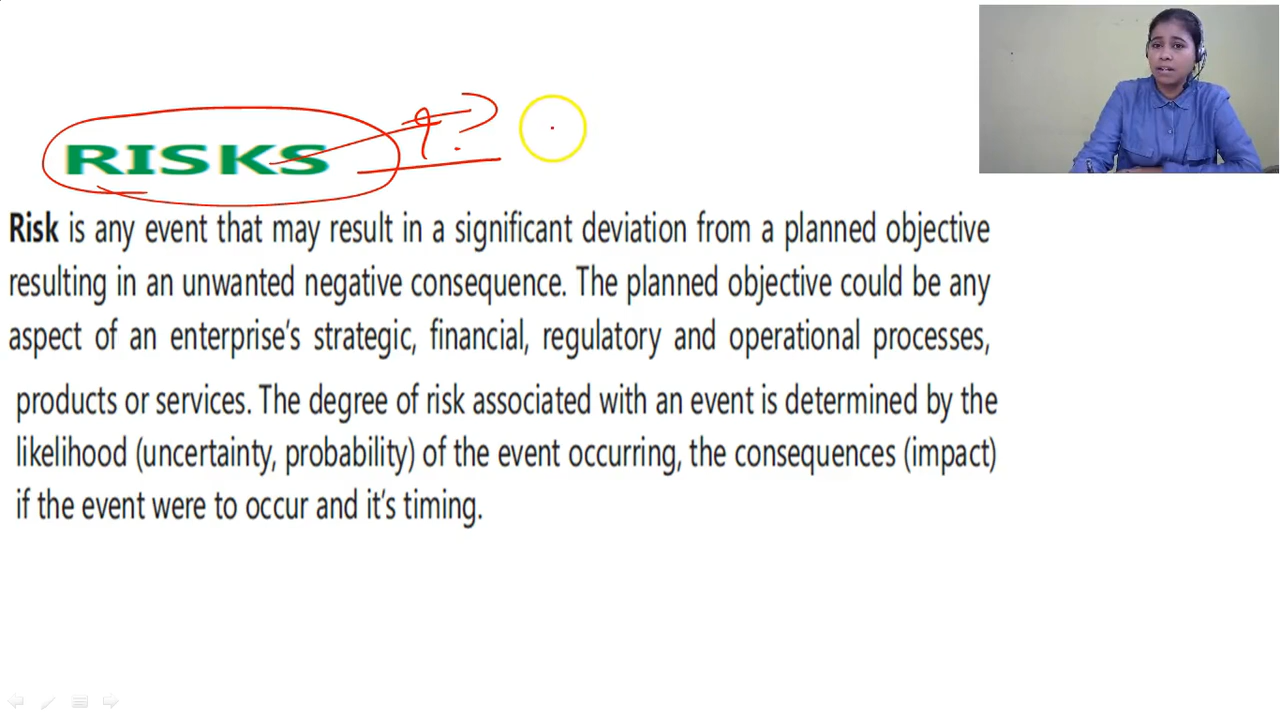 RISKS
?
Risk is any event that may result in a significant deviation from a planned objective
resulting in an unwanted negative consequence. The planned objective could be any
aspect of an enterprise's strategic, financial, regulatory and operational processes,
products or services. The degree of risk associated with an event is determined by the
likelihood (uncertainty, probability) of the event occurring, the consequences (impact)
if the event were to occur and it's timing.